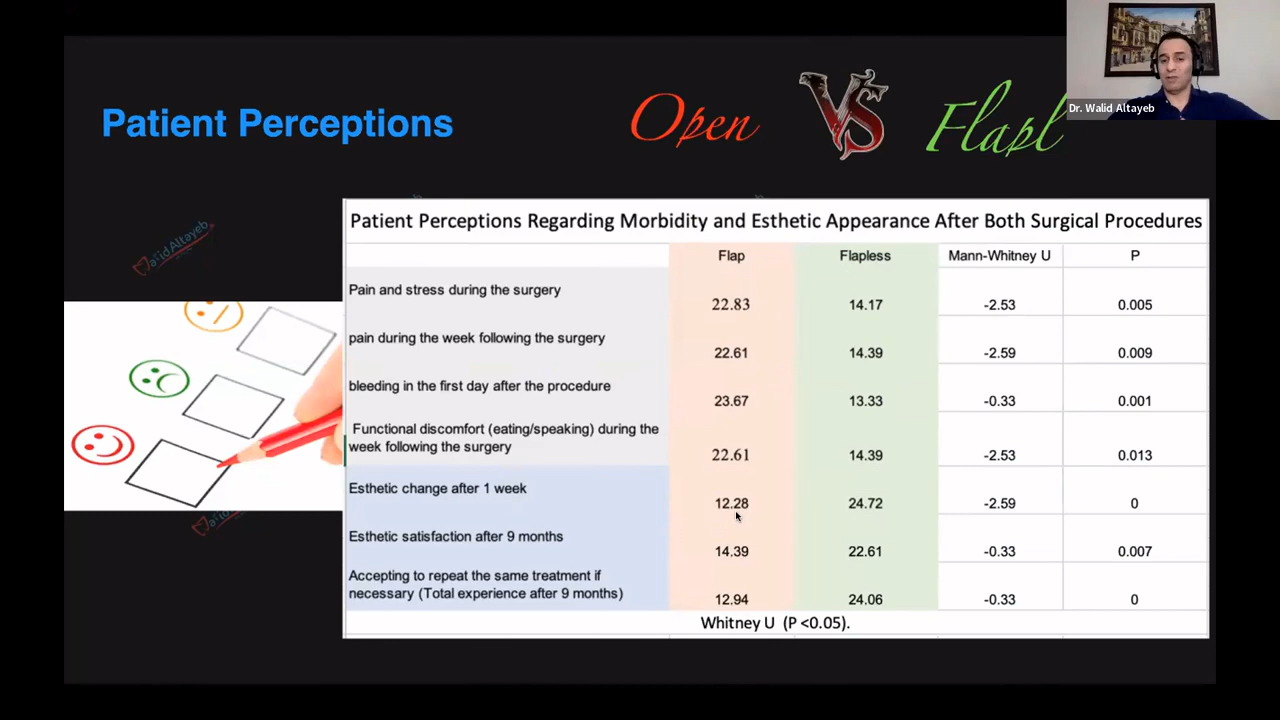 Patient Perceptions
Open VS Flapl
Dr. Walid Altayeb
Walid Altayeb
Patient Perceptions Regarding Morbidity and Esthetic Appearance After Both Surgical Procedures
Flap Flapless Mann-Whitney U P
Pain and stress during the surgery 22.83 14.17 -2.53 0.005
pain during the week following the surgery 22.61 14.39 -2.59 0.009
bleeding in the first day after the procedure 23.67 13.33 -0.33 0.001
Functional discomfort (eating/speaking) during the
week following the surgery 22.61 14.39 -2.53 0.013
Esthetic change after 1 week 12.28 24.72 -2.59 0
Esthetic satisfaction after 9 months 14.39 22.61 -0.33 0.007
Accepting to repeat the same treatment if
necessary (Total experience after 9 months) 12.94 24.06 -0.33 0
Whitney U (P <0.05).